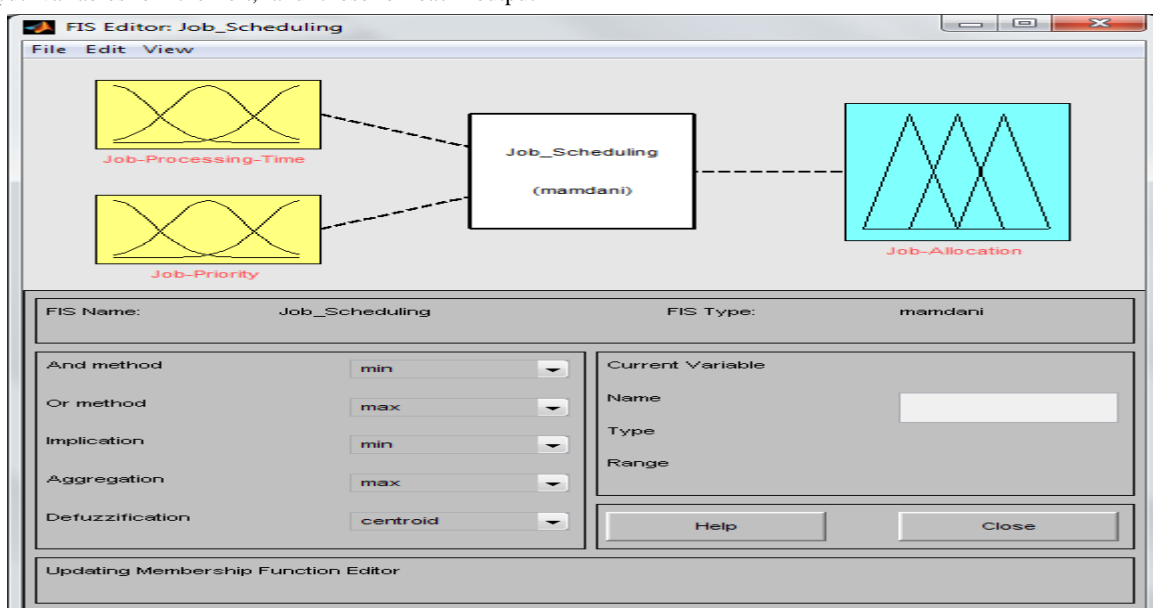 FIS Editor: Job_Scheduling
File Edit View
Job-Processing-Time
Job-Priority
Job_Scheduling
(mamdani)
Job-Allocation
FIS Name: Job_Scheduling FIS Type: mamdani
And method min
Or method max
Implication min
Aggregation max
Defuzzification centroid
Current Variable
Name
Type
Range
Help Close
Updating Membership Function Editor